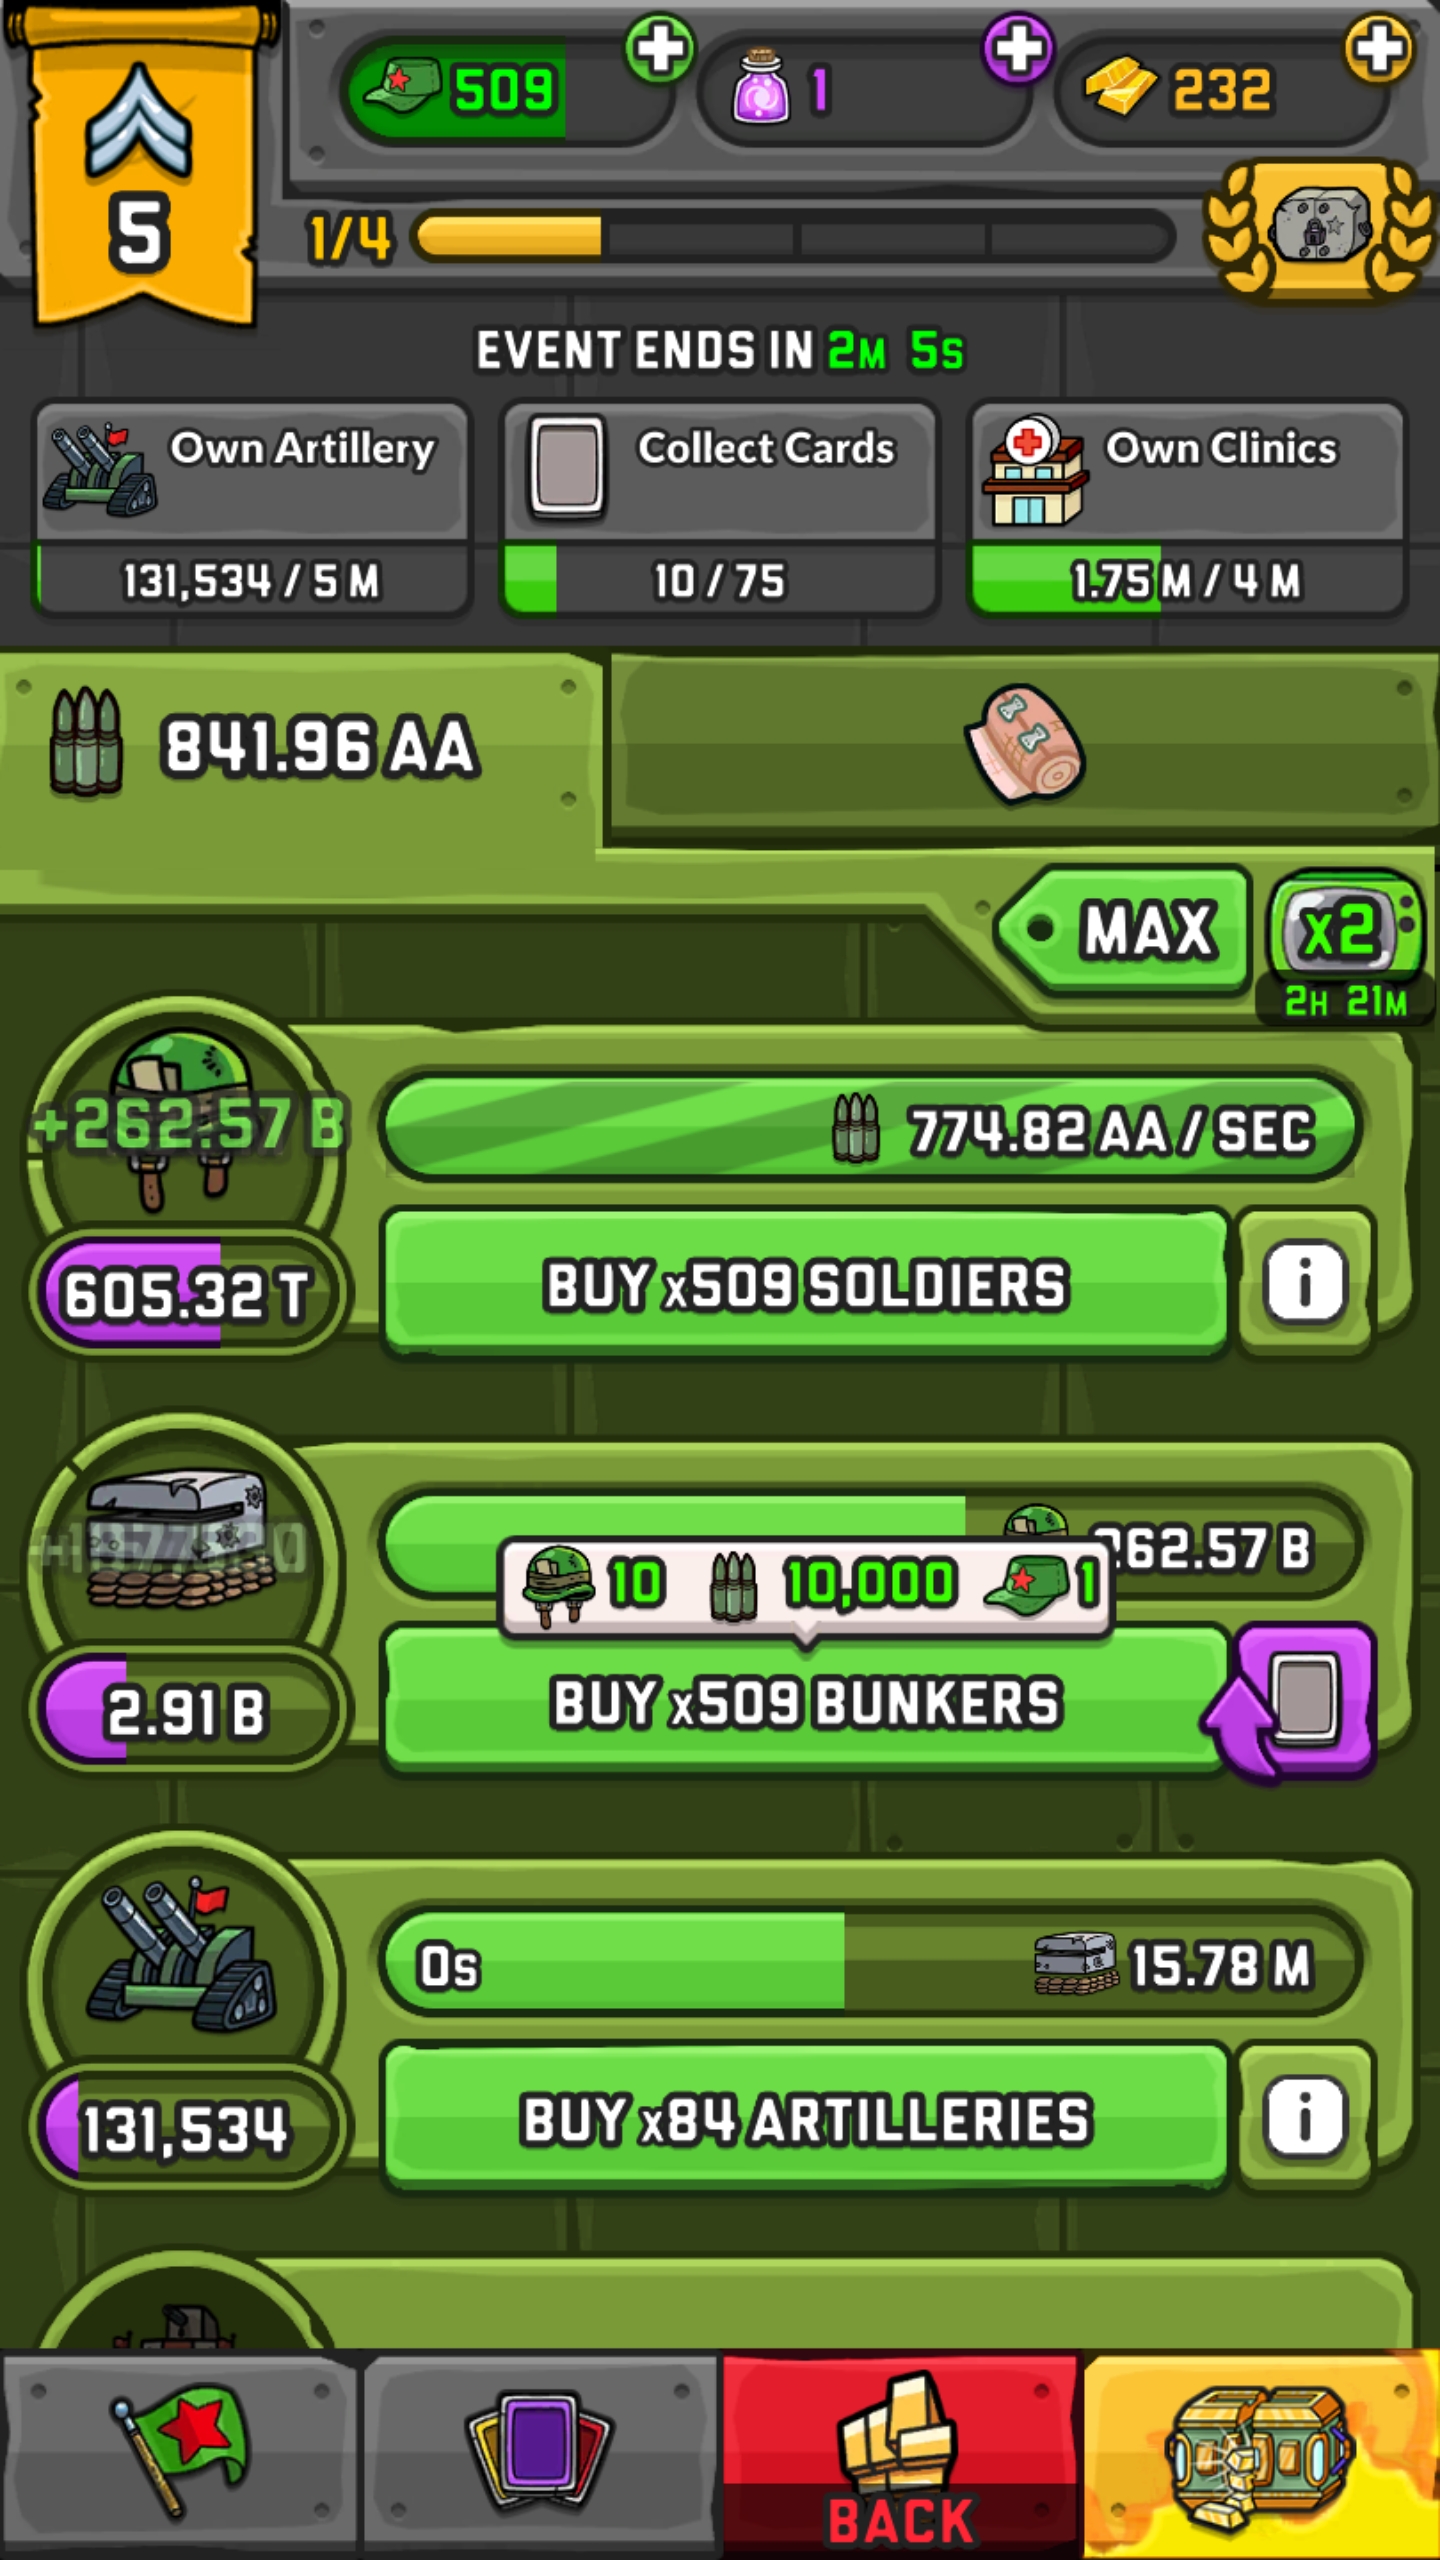 509
1
232
5
1/4
EVENT ENDS IN 2M 5S
Own Artillery
131,534 / 5 M
Collect Cards
10 / 75
Own Clinics
1.75 M / 4 M
841.96 AA
MAX
x2
2H 21M
+262.57 B
774.82 AA / SEC
605.32 T
BUY x509 SOLDIERS
i
262.57 B
10 10,000 1
2.91 B
BUY x509 BUNKERS
0s
15.78 M
131,534
BUY x84 ARTILLERIES
i
BACK